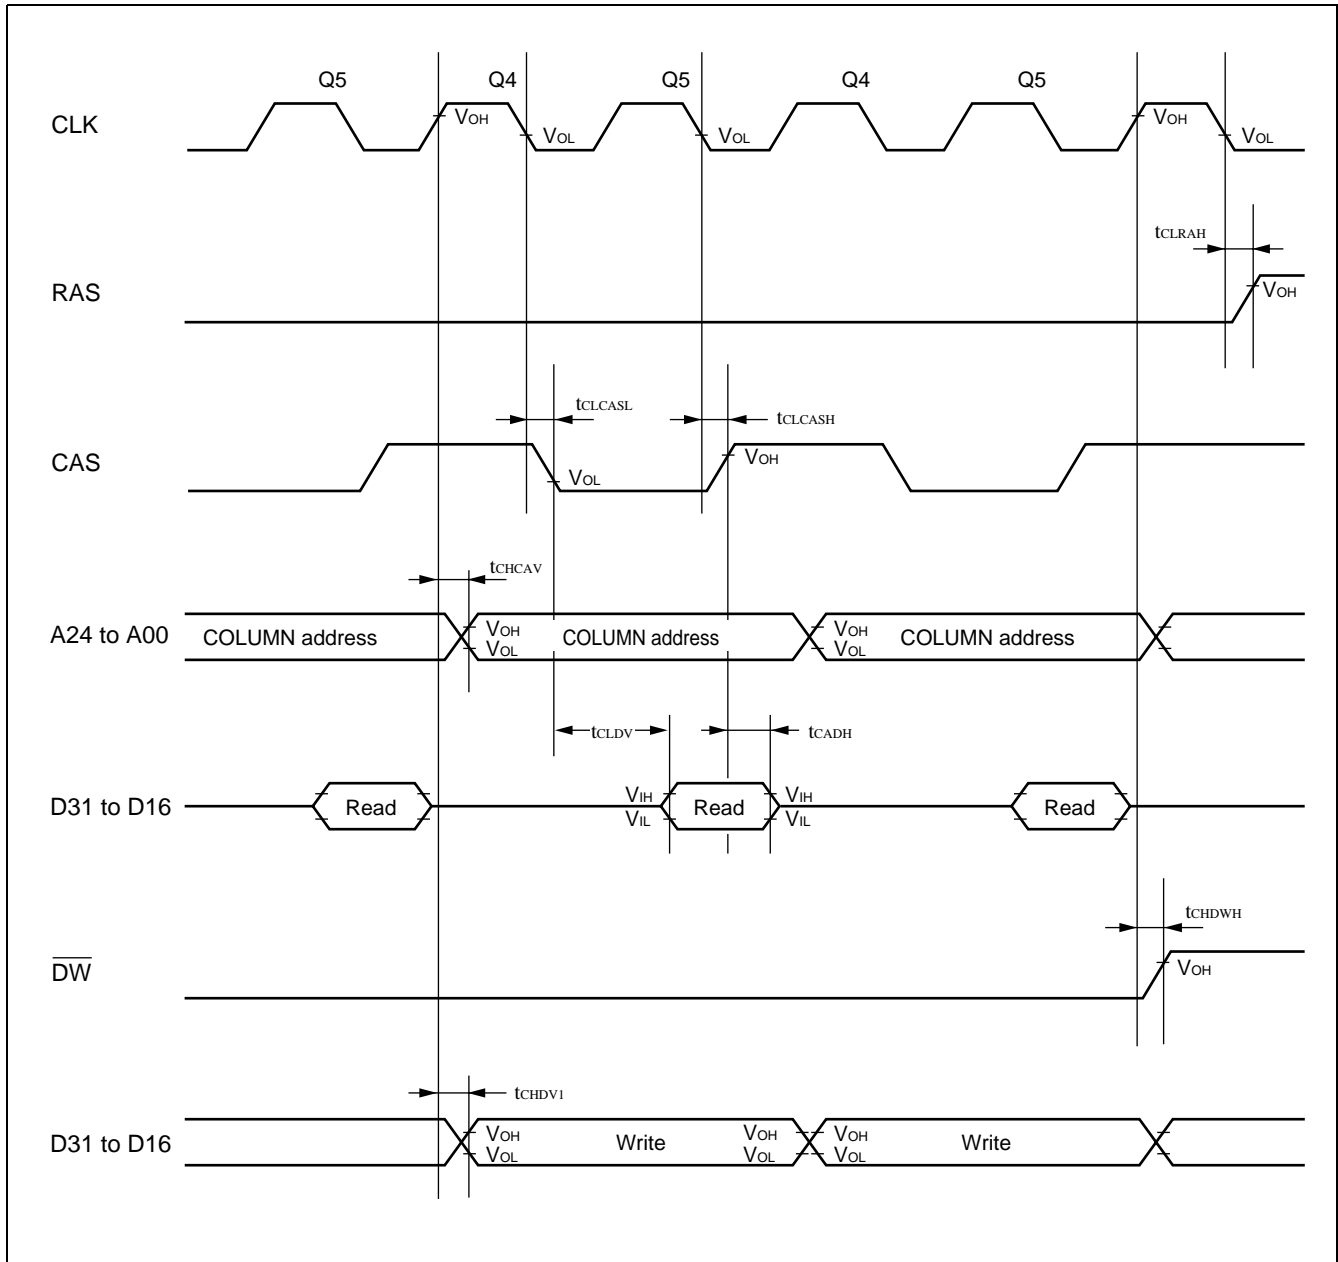 Q5 Q4 Q5 Q4 Q5
CLK VOH VOL VOL VOH VOL
tCLRAH
RAS VOH
tCLCASL tCLCASH
CAS VOL VOH
tCHCAV
A24 to A00 COLUMN address VOH COLUMN address VOH COLUMN address
VOL VOL
tCLDV tCADH
D31 to D16 Read VIH Read VIH Read
VIL VIL
tCHDWH
DW VOH
tCHDV1
D31 to D16 VOH Write VOH VOH Write
VOL VOL VOL